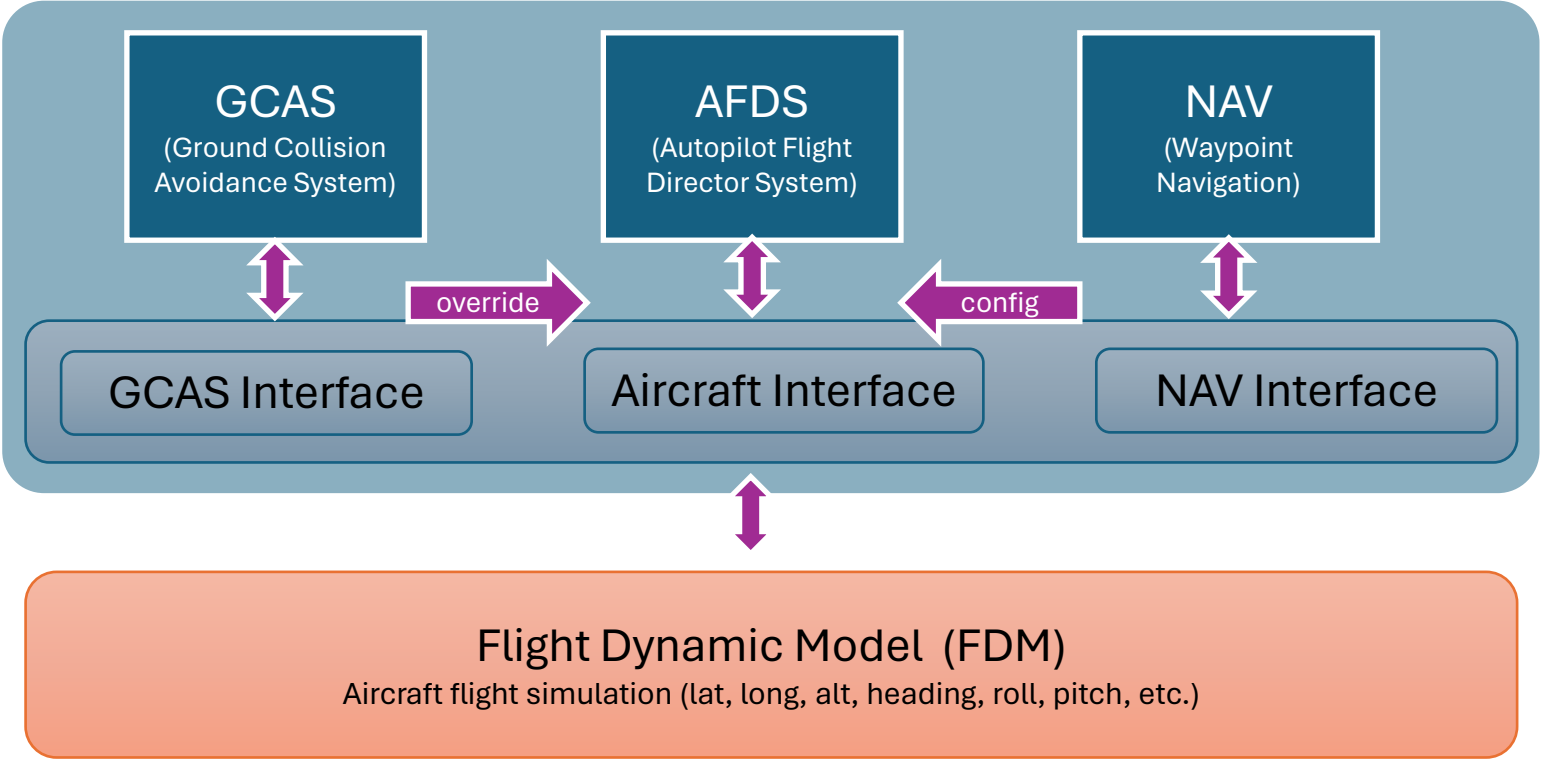 GCAS
(Ground Collision
Avoidance System)
AFDS
(Autopilot Flight
Director System)
NAV
(Waypoint
Navigation)
override
config
GCAS Interface
Aircraft Interface
NAV Interface
Flight Dynamic Model (FDM)
Aircraft flight simulation (lat, long, alt, heading, roll, pitch, etc.)